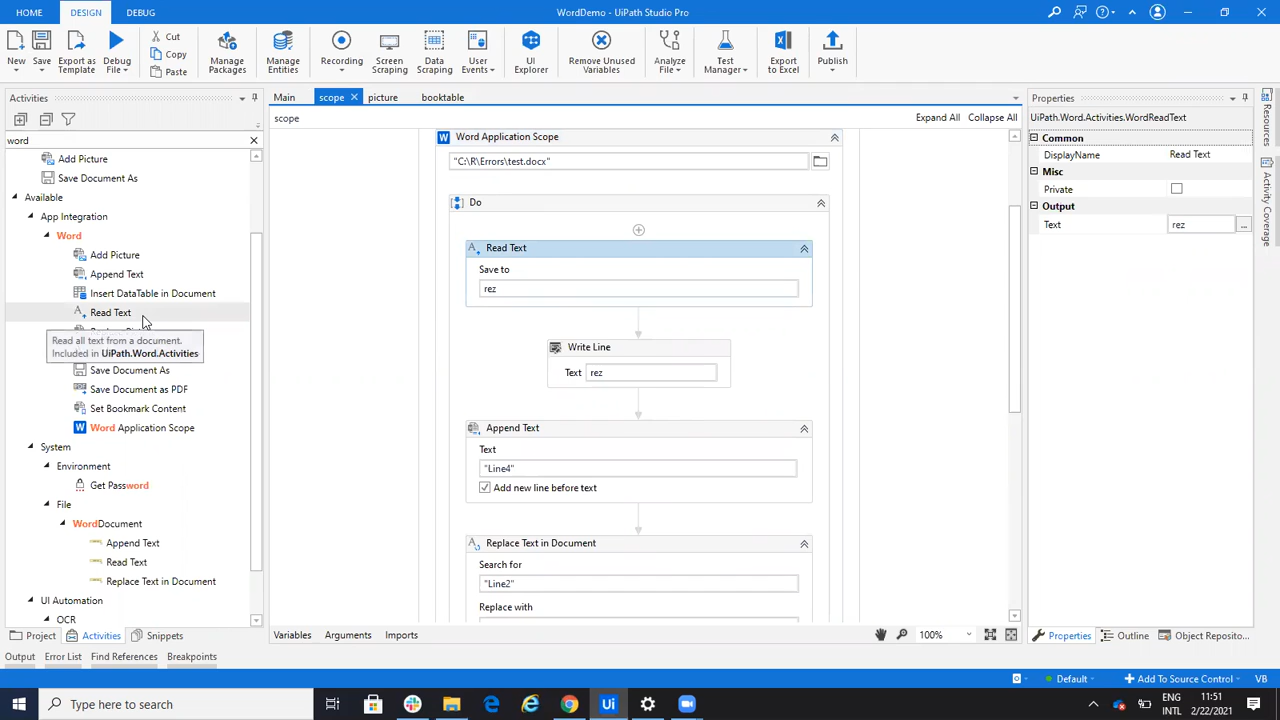 HOME
DESIGN
DEBUG
WordDemo - UiPath Studio Pro
New
Save
Export as Template
Debug File
Cut
Copy
Paste
Manage Packages
Manage Entities
Recording
Screen Scraping
Data Scraping
User Events
UI Explorer
Remove Unused Variables
Analyze File
Test Manager
Export to Excel
Publish
Activities
word
Add Picture
Save Document As
Available
App Integration
Word
Add Picture
Append Text
Insert DataTable in Document
Read Text
Read all text from a document.
Included in UiPath.Word.Activities
Save Document As
Save Document as PDF
Set Bookmark Content
Word Application Scope
System
Environment
Get Password
File
WordDocument
Append Text
Read Text
Replace Text in Document
UI Automation
OCR
Project
Activities
Snippets
Main
scope
picture
booktable
scope
Expand All
Collapse All
Word Application Scope
"C:\R\Errors\test.docx"
Do
Read Text
Save to
rez
Write Line
Text
rez
Append Text
Text
"Line4"
Add new line before text
Replace Text in Document
Search for
"Line2"
Replace with
Variables
Arguments
Imports
100%
Properties
UiPath.Word.Activities.WordReadText
Common
DisplayName
Read Text
Misc
Private
Output
Text
rez
...
Resources
Activity Coverage
Properties
Outline
Object Reposito...
Output
Error List
Find References
Breakpoints
Default
Add To Source Control
VB
Type here to search
ENG
INTL
11:51
2/22/2021